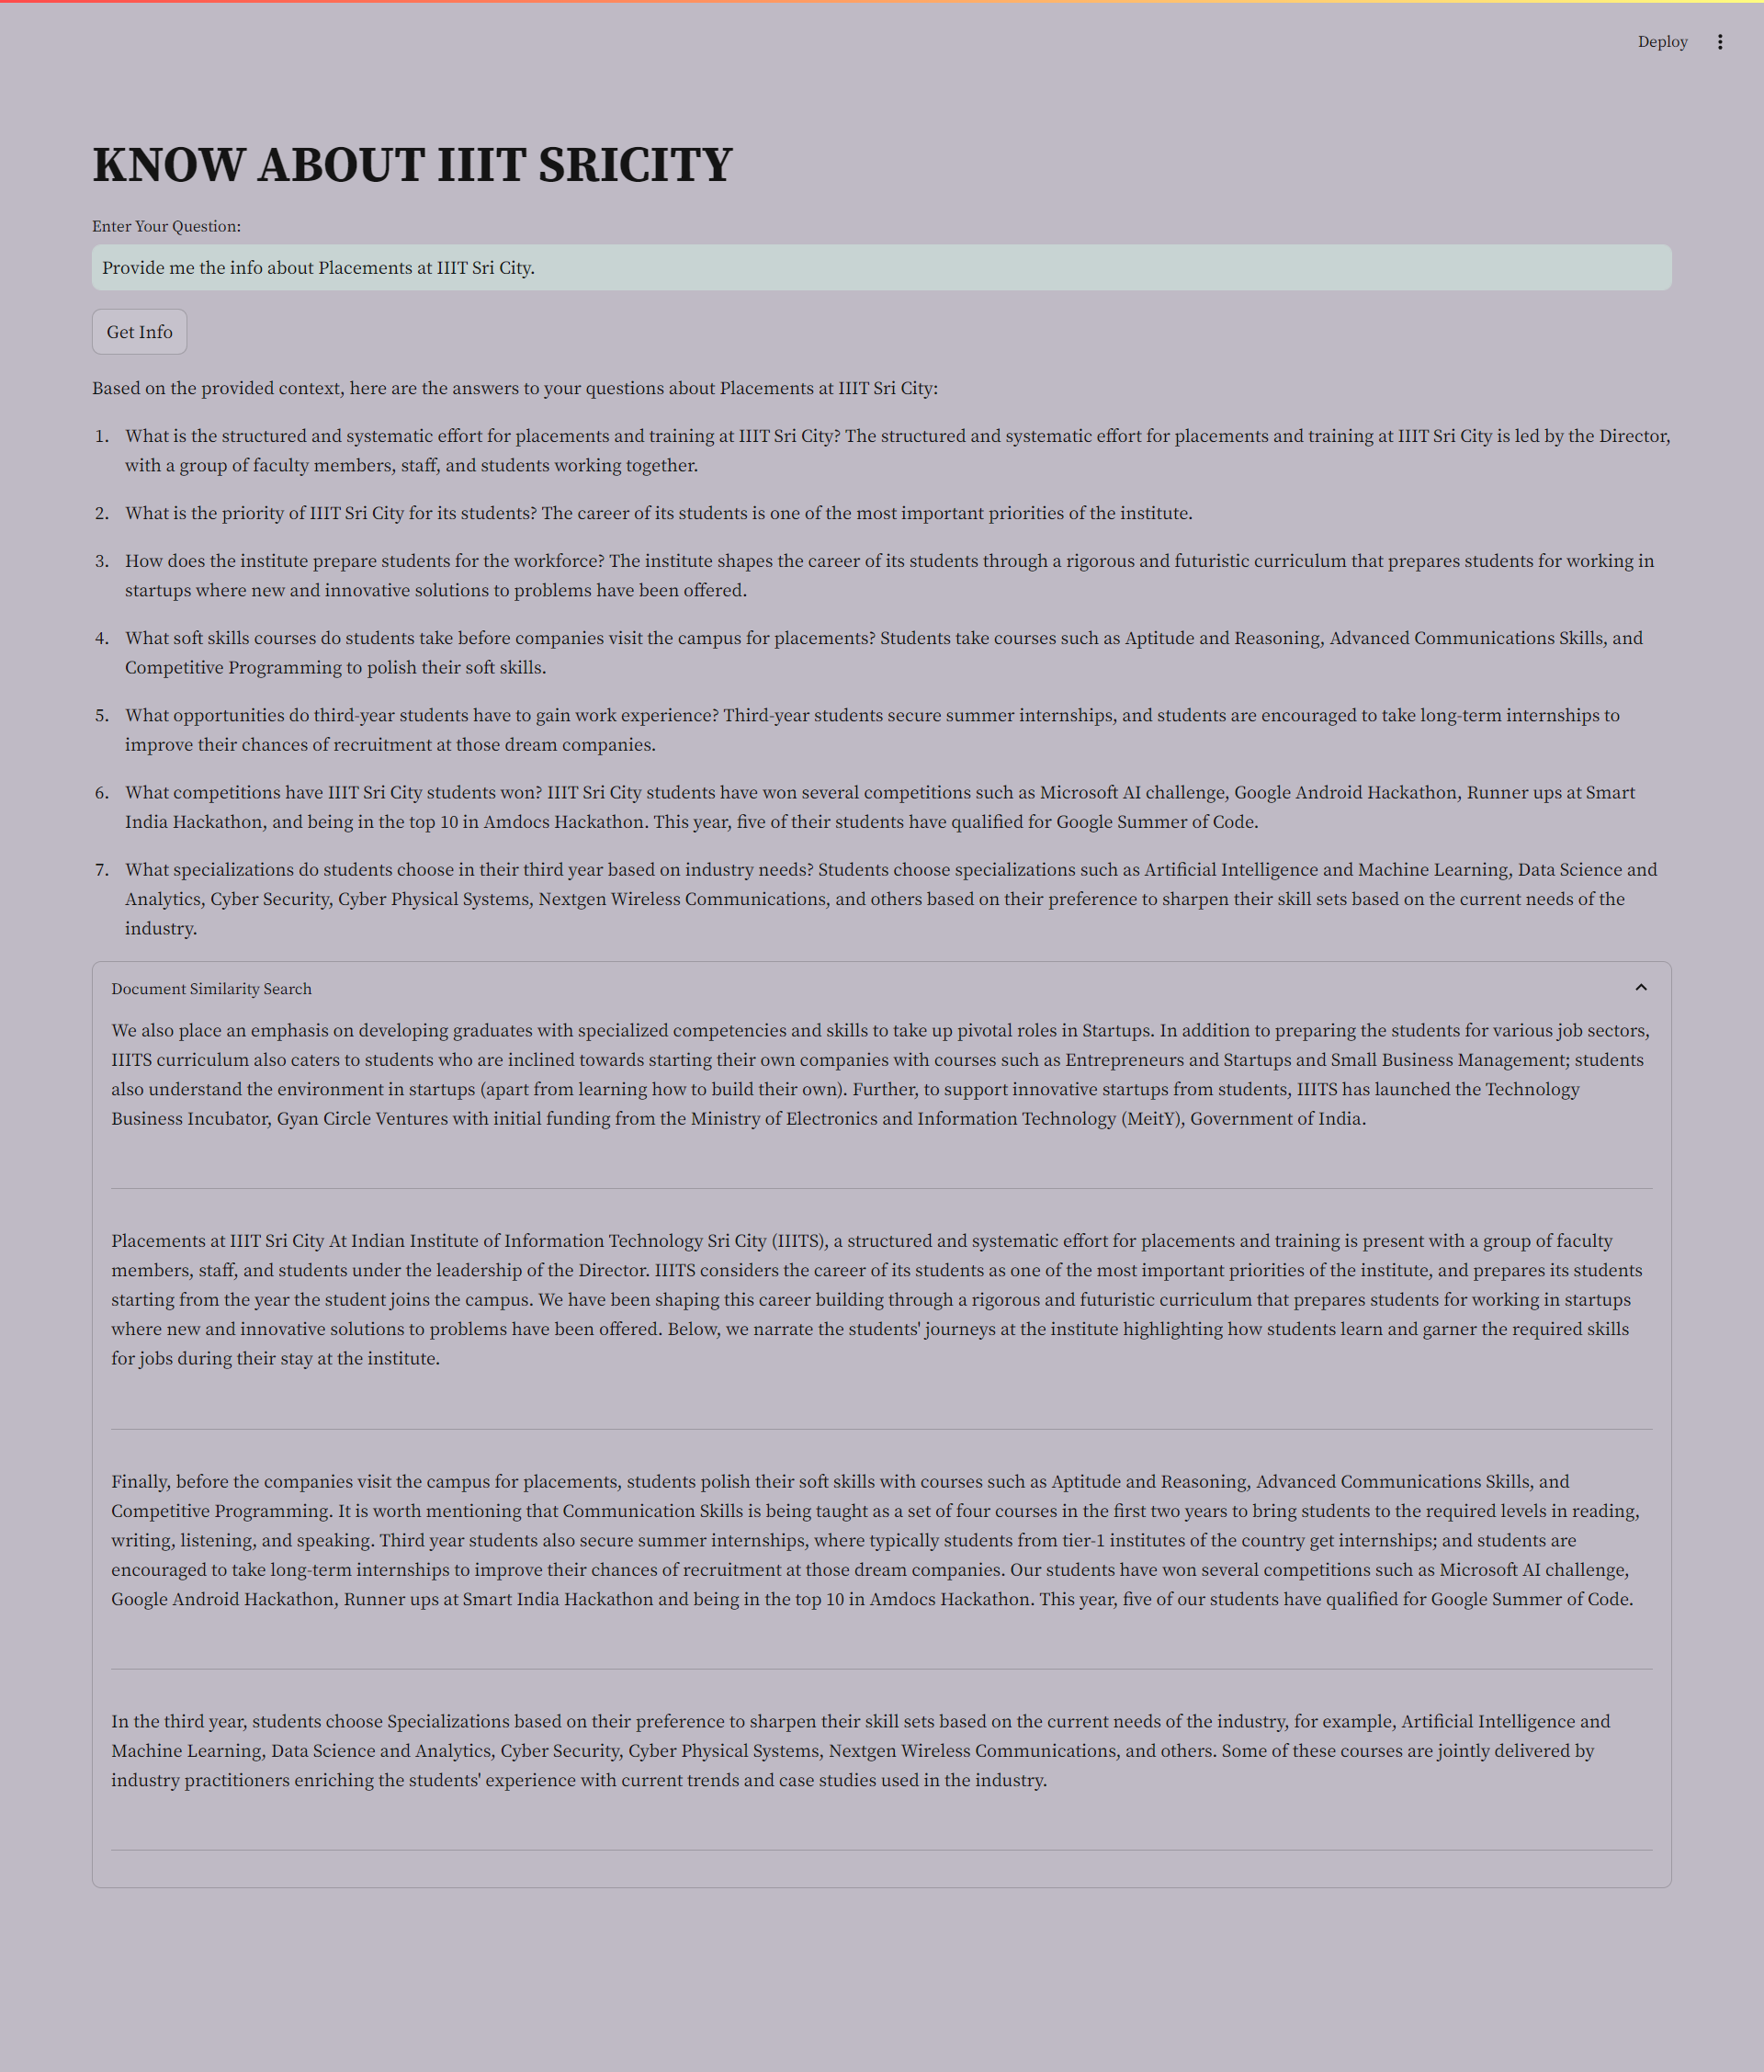 Deploy
KNOW ABOUT IIIT SRICITY
Enter Your Question:
Provide me the info about Placements at IIIT Sri City.
Get Info
Based on the provided context, here are the answers to your questions about Placements at IIIT Sri City:
1. What is the structured and systematic effort for placements and training at IIIT Sri City? The structured and systematic effort for placements and training at IIIT Sri City is led by the Director,
with a group of faculty members, staff, and students working together.
2. What is the priority of IIIT Sri City for its students? The career of its students is one of the most important priorities of the institute.
3. How does the institute prepare students for the workforce? The institute shapes the career of its students through a rigorous and futuristic curriculum that prepares students for working in
startups where new and innovative solutions to problems have been offered.
4. What soft skills courses do students take before companies visit the campus for placements? Students take courses such as Aptitude and Reasoning, Advanced Communications Skills, and
Competitive Programming to polish their soft skills.
5. What opportunities do third-year students have to gain work experience? Third-year students secure summer internships, and students are encouraged to take long-term internships to
improve their chances of recruitment at those dream companies.
6. What competitions have IIIT Sri City students won? IIIT Sri City students have won several competitions such as Microsoft AI challenge, Google Android Hackathon, Runner ups at Smart
India Hackathon, and being in the top 10 in Amdocs Hackathon. This year, five of their students have qualified for Google Summer of Code.
7. What specializations do students choose in their third year based on industry needs? Students choose specializations such as Artificial Intelligence and Machine Learning, Data Science and
Analytics, Cyber Security, Cyber Physical Systems, Nextgen Wireless Communications, and others based on their preference to sharpen their skill sets based on the current needs of the
industry.
Document Similarity Search
We also place an emphasis on developing graduates with specialized competencies and skills to take up pivotal roles in Startups. In addition to preparing the students for various job sectors,
IIITS curriculum also caters to students who are inclined towards starting their own companies with courses such as Entrepreneurs and Startups and Small Business Management; students
also understand the environment in startups (apart from learning how to build their own). Further, to support innovative startups from students, IIITS has launched the Technology
Business Incubator, Gyan Circle Ventures with initial funding from the Ministry of Electronics and Information Technology (MeitY), Government of India.
Placements at IIIT Sri City At Indian Institute of Information Technology Sri City (IIITS), a structured and systematic effort for placements and training is present with a group of faculty
members, staff, and students under the leadership of the Director. IIITS considers the career of its students as one of the most important priorities of the institute, and prepares its students
starting from the year the student joins the campus. We have been shaping this career building through a rigorous and futuristic curriculum that prepares students for working in startups
where new and innovative solutions to problems have been offered. Below, we narrate the students' journeys at the institute highlighting how students learn and garner the required skills
for jobs during their stay at the institute.
Finally, before the companies visit the campus for placements, students polish their soft skills with courses such as Aptitude and Reasoning, Advanced Communications Skills, and
Competitive Programming. It is worth mentioning that Communication Skills is being taught as a set of four courses in the first two years to bring students to the required levels in reading,
writing, listening, and speaking. Third year students also secure summer internships, where typically students from tier-1 institutes of the country get internships; and students are
encouraged to take long-term internships to improve their chances of recruitment at those dream companies. Our students have won several competitions such as Microsoft AI challenge,
Google Android Hackathon, Runner ups at Smart India Hackathon and being in the top 10 in Amdocs Hackathon. This year, five of our students have qualified for Google Summer of Code.
In the third year, students choose Specializations based on their preference to sharpen their skill sets based on the current needs of the industry, for example, Artificial Intelligence and
Machine Learning, Data Science and Analytics, Cyber Security, Cyber Physical Systems, Nextgen Wireless Communications, and others. Some of these courses are jointly delivered by
industry practitioners enriching the students' experience with current trends and case studies used in the industry.